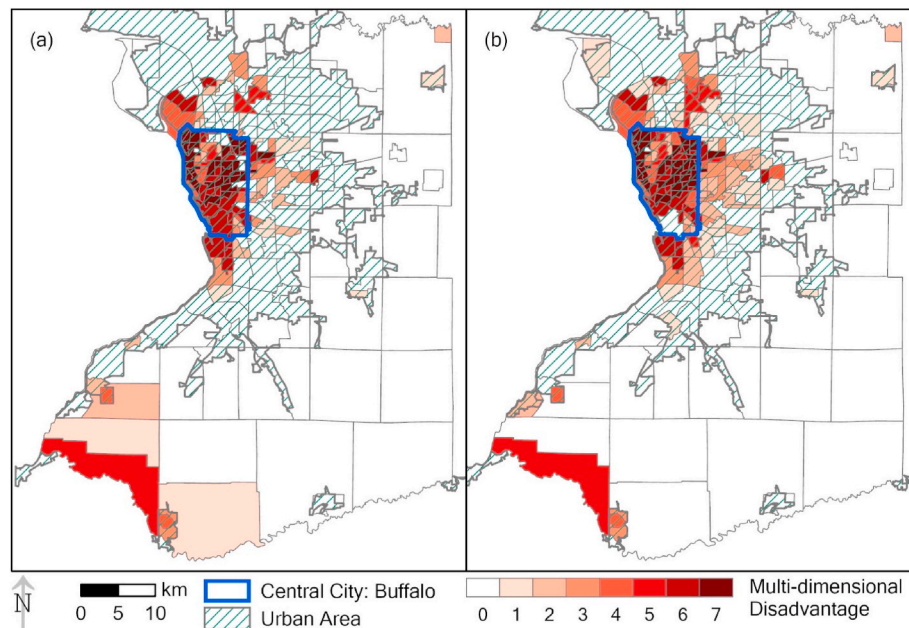 (a)
(b)
N
km
0 5 10
Central City: Buffalo
Urban Area
0 1 2 3 4 5 6 7
Multi-dimensional
Disadvantage